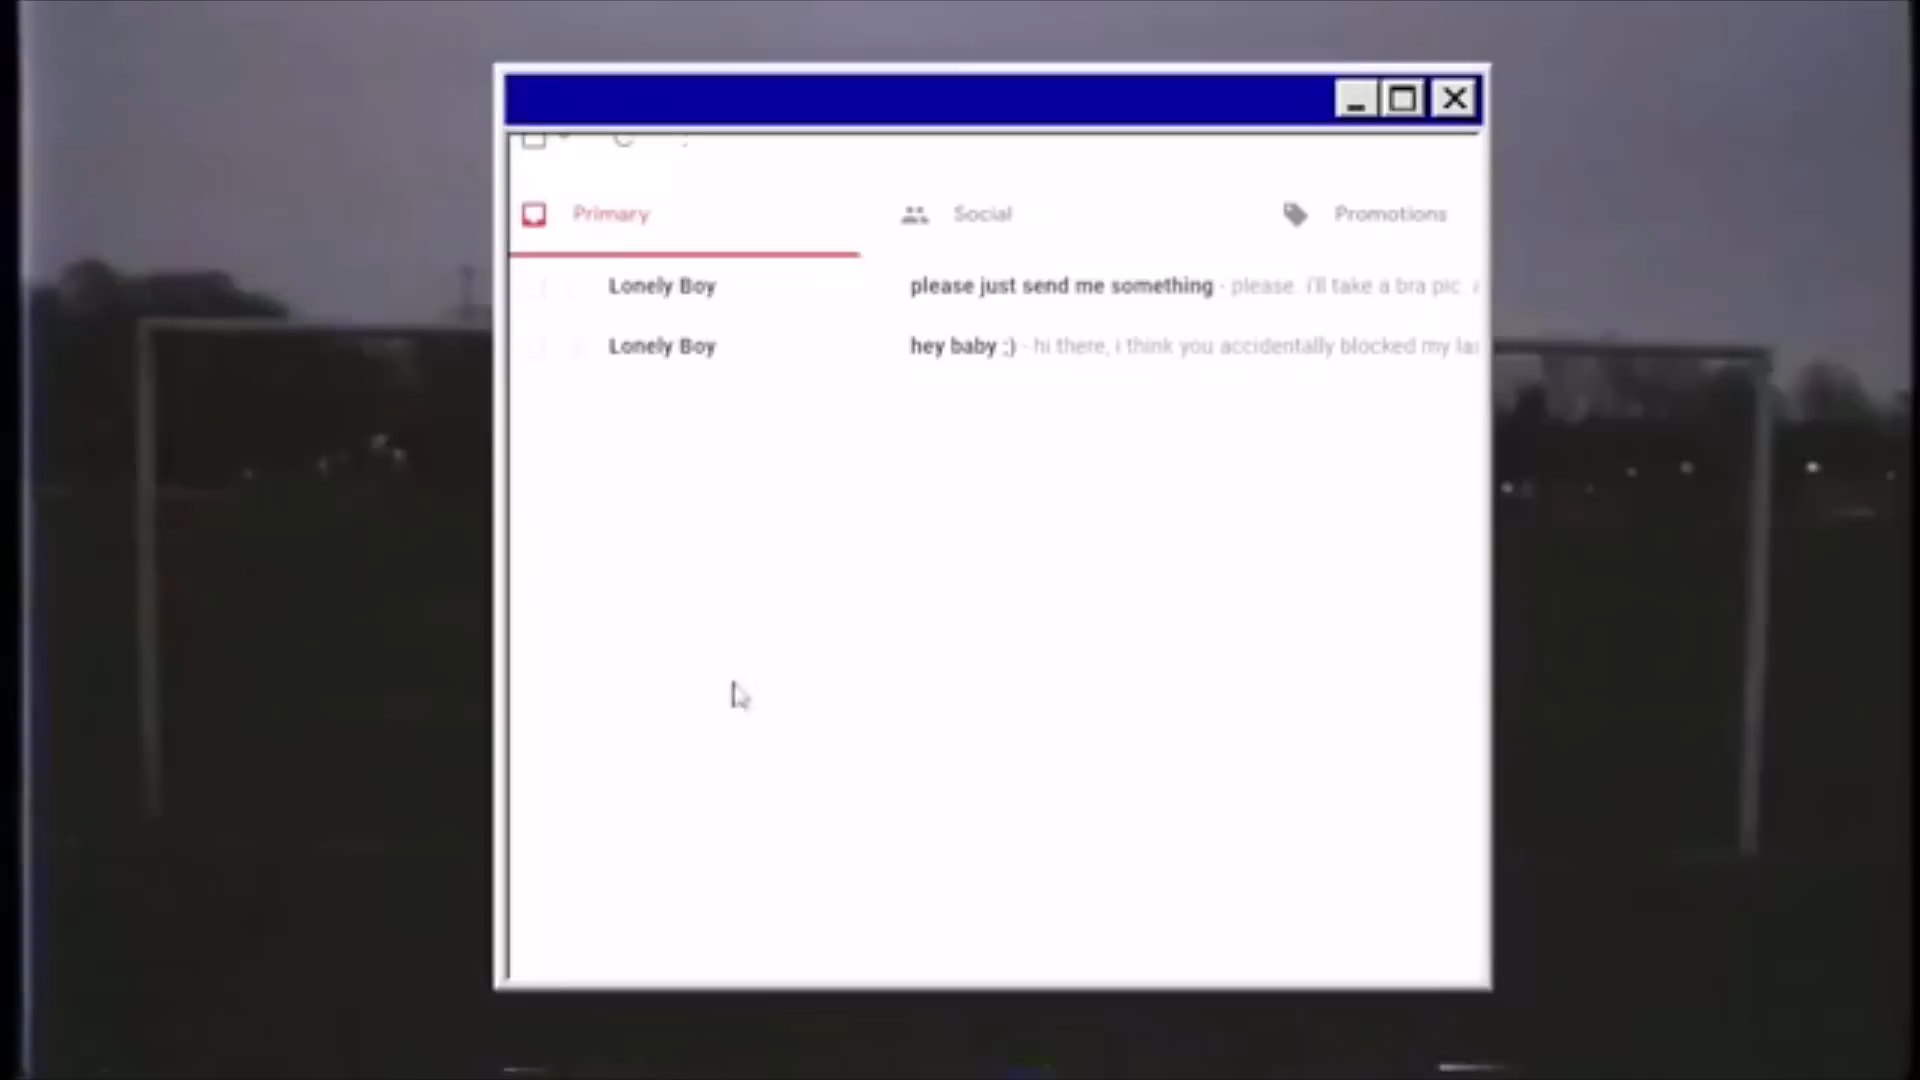 Primary
Social
Promotions
Lonely Boy
please just send me something - please. i'll take a bra pic.
Lonely Boy
hey baby ;) - hi there, i think you accidentally blocked my